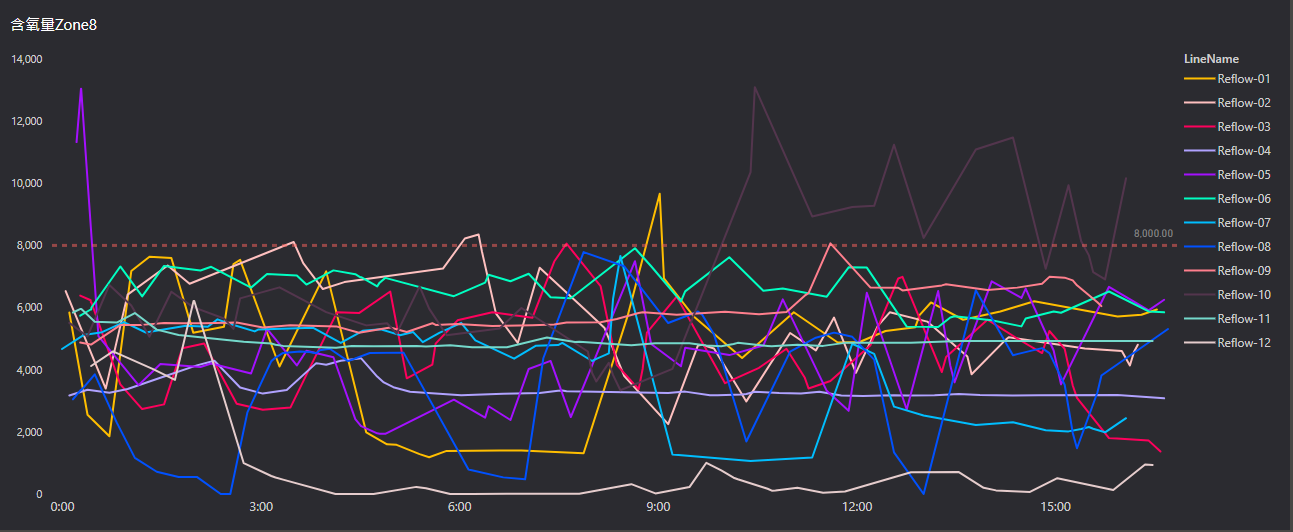 含氧量Zone8
14,000
12,000
10,000
8,000
6,000
4,000
2,000
0
8,000.00
0:00 3:00 6:00 9:00 12:00 15:00
LineName
Reflow-01
Reflow-02
Reflow-03
Reflow-04
Reflow-05
Reflow-06
Reflow-07
Reflow-08
Reflow-09
Reflow-10
Reflow-11
Reflow-12